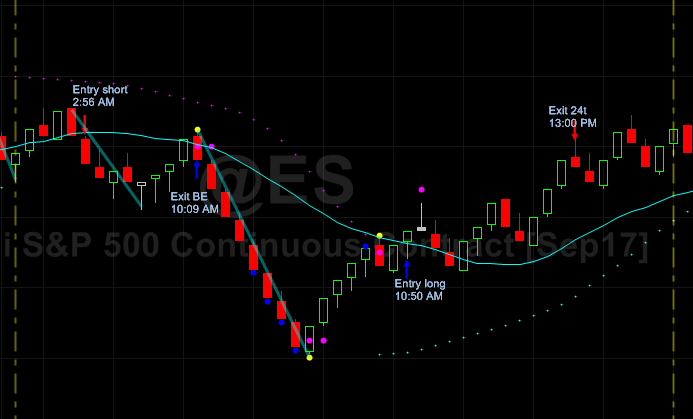 Entry short
2:56 AM
Exit 24t
13:00 PM
@ES
Exit BE
10:09 AM
i S&P 500 Continuous Contract [Sep17]
Entry long
10:50 AM